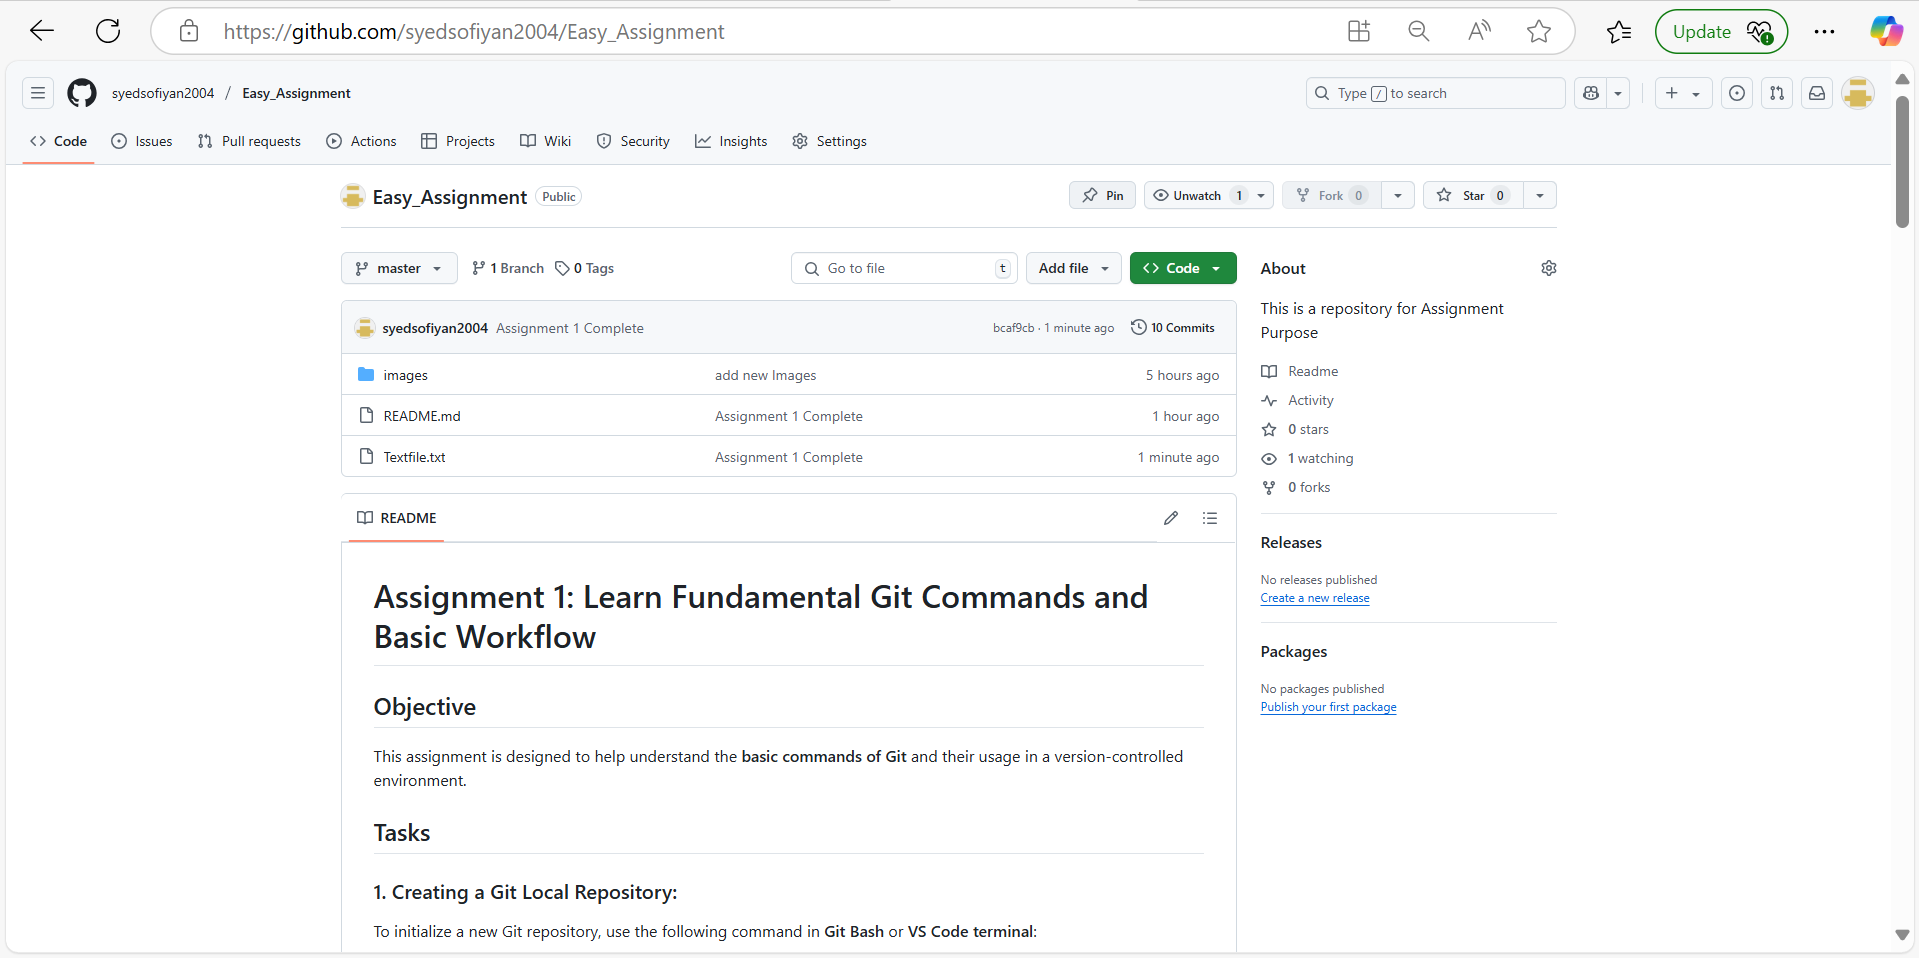 https://github.com/syedsofiyan2004/Easy_Assignment
Update
syedsofiyan2004 / Easy_Assignment
Type / to search
Code Issues Pull requests Actions Projects Wiki Security Insights Settings
Easy_Assignment Public
Pin Unwatch 1 Fork 0 Star 0
master 1 Branch 0 Tags
Go to file t Add file Code
syedsofiyan2004 Assignment 1 Complete bcaf9cb · 1 minute ago 10 Commits
images add new Images 5 hours ago
README.md Assignment 1 Complete 1 hour ago
Textfile.txt Assignment 1 Complete 1 minute ago
README
Assignment 1: Learn Fundamental Git Commands and
Basic Workflow
Objective
This assignment is designed to help understand the basic commands of Git and their usage in a version-controlled
environment.
Tasks
1. Creating a Git Local Repository:
To initialize a new Git repository, use the following command in Git Bash or VS Code terminal:
About
This is a repository for Assignment
Purpose
Readme
Activity
0 stars
1 watching
0 forks
Releases
No releases published
Create a new release
Packages
No packages published
Publish your first package